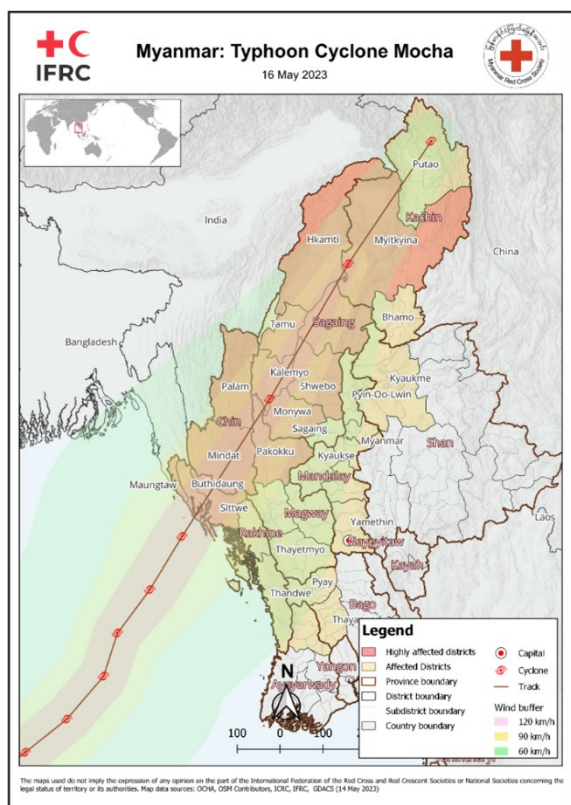 IFRC
Myanmar: Typhoon Cyclone Mocha
16 May 2023
Putao
Kachin
India
Hkamti
Myitkyina
China
Tamu
Sagaing
Bhamo
Bangladesh
Kalemyo
Kyaukme
Palam
Shwebo
Pyin-Oo-Lwin
Chin
Monywa
Sagaing
Myanmar
Shan
Mindat
Pakokku
Kyaukse
Mandalay
Maungtaw
Buthidaung
Sittwe
Magway
Yamethin
Laos
Rakhine
Naypyitaw
Thayetmyo
Kayah
Pyay
Thandwe
Bago
Yangon
Legend
Highly affected districts
Affected Districts
Province boundary
District boundary
Subdistrict boundary
Country boundary
Capital
Cyclone
Track
Wind buffer
120 km/h
90 km/h
60 km/h
N
100 0 100
The maps used do not imply the expression of any opinion on the part of the International Federation of the Red Cross and Red Crescent Societies or National Societies concerning the
legal status of territory or its authorities. Map data sources: OCHA, OSM Contributors, ICRC, IFRC, GDACS (14 May 2023)